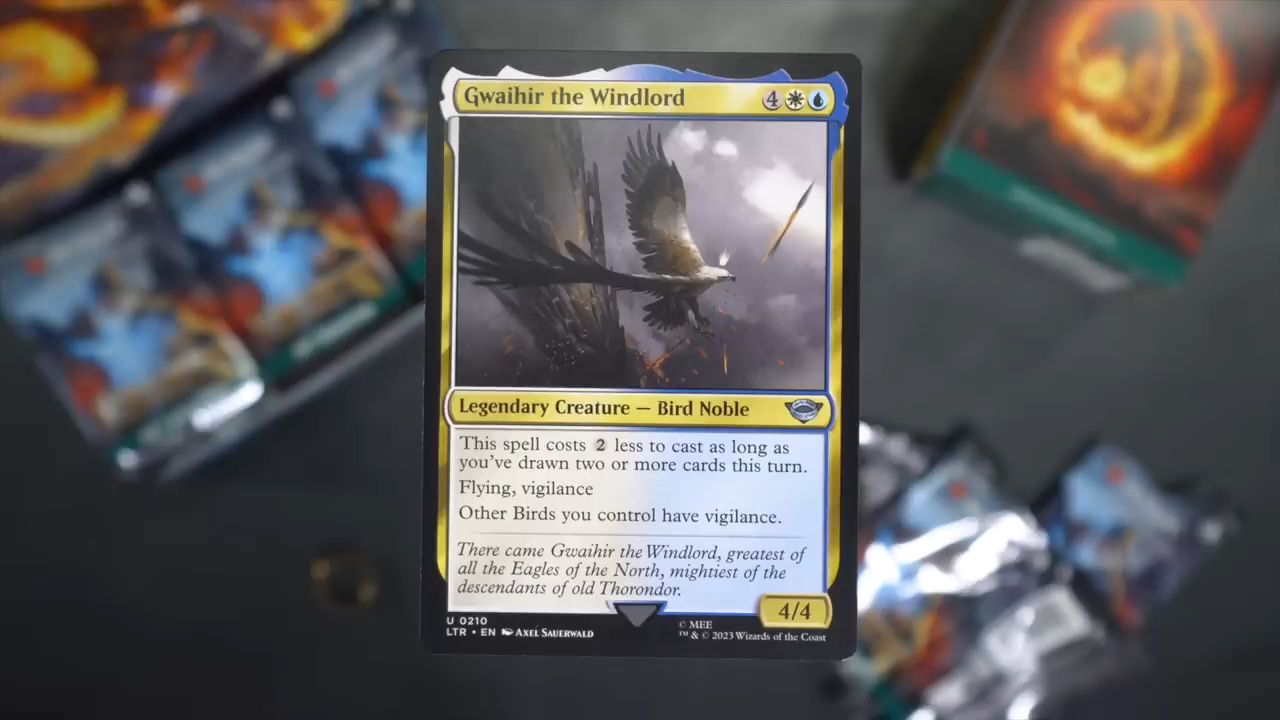 Gwaihir the Windlord 4
Legendary Creature — Bird Noble
This spell costs 2 less to cast as long as
you've drawn two or more cards this turn.
Flying, vigilance
Other Birds you control have vigilance.
There came Gwaihir the Windlord, greatest of
all the Eagles of the North, mightiest of the
descendants of old Thorondor.
4/4
U 0210
LTR • EN AXEL SAUERWALD
© MEE
™ & © 2023 Wizards of the Coast